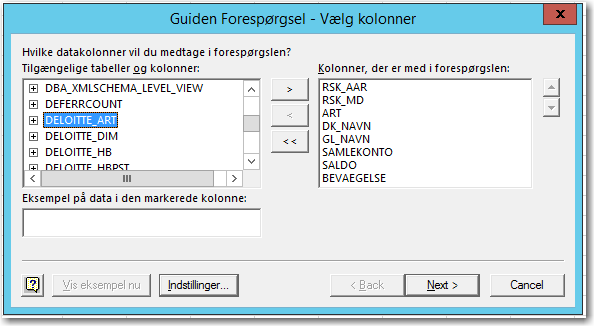 Guiden Forespørgsel - Vælg kolonner
x
Hvilke datakolonner vil du medtage i forespørgslen?
Tilgængelige tabeller og kolonner:
DBA_XMLSCHEMA_LEVEL_VIEW
DEFERRCOUNT
DELOITTE_ART
DELOITTE_DIM
DELOITTE_HB
DELOITTE_HBPST
>
<
<<
Kolonner, der er med i forespørgslen:
RSK_AAR
RSK_MD
ART
DK_NAVN
GL_NAVN
SAMLEKONTO
SALDO
BEVAEGELSE
Eksempel på data i den markerede kolonne:
?
Vis eksempel nu
Indstillinger...
< Back
Next >
Cancel